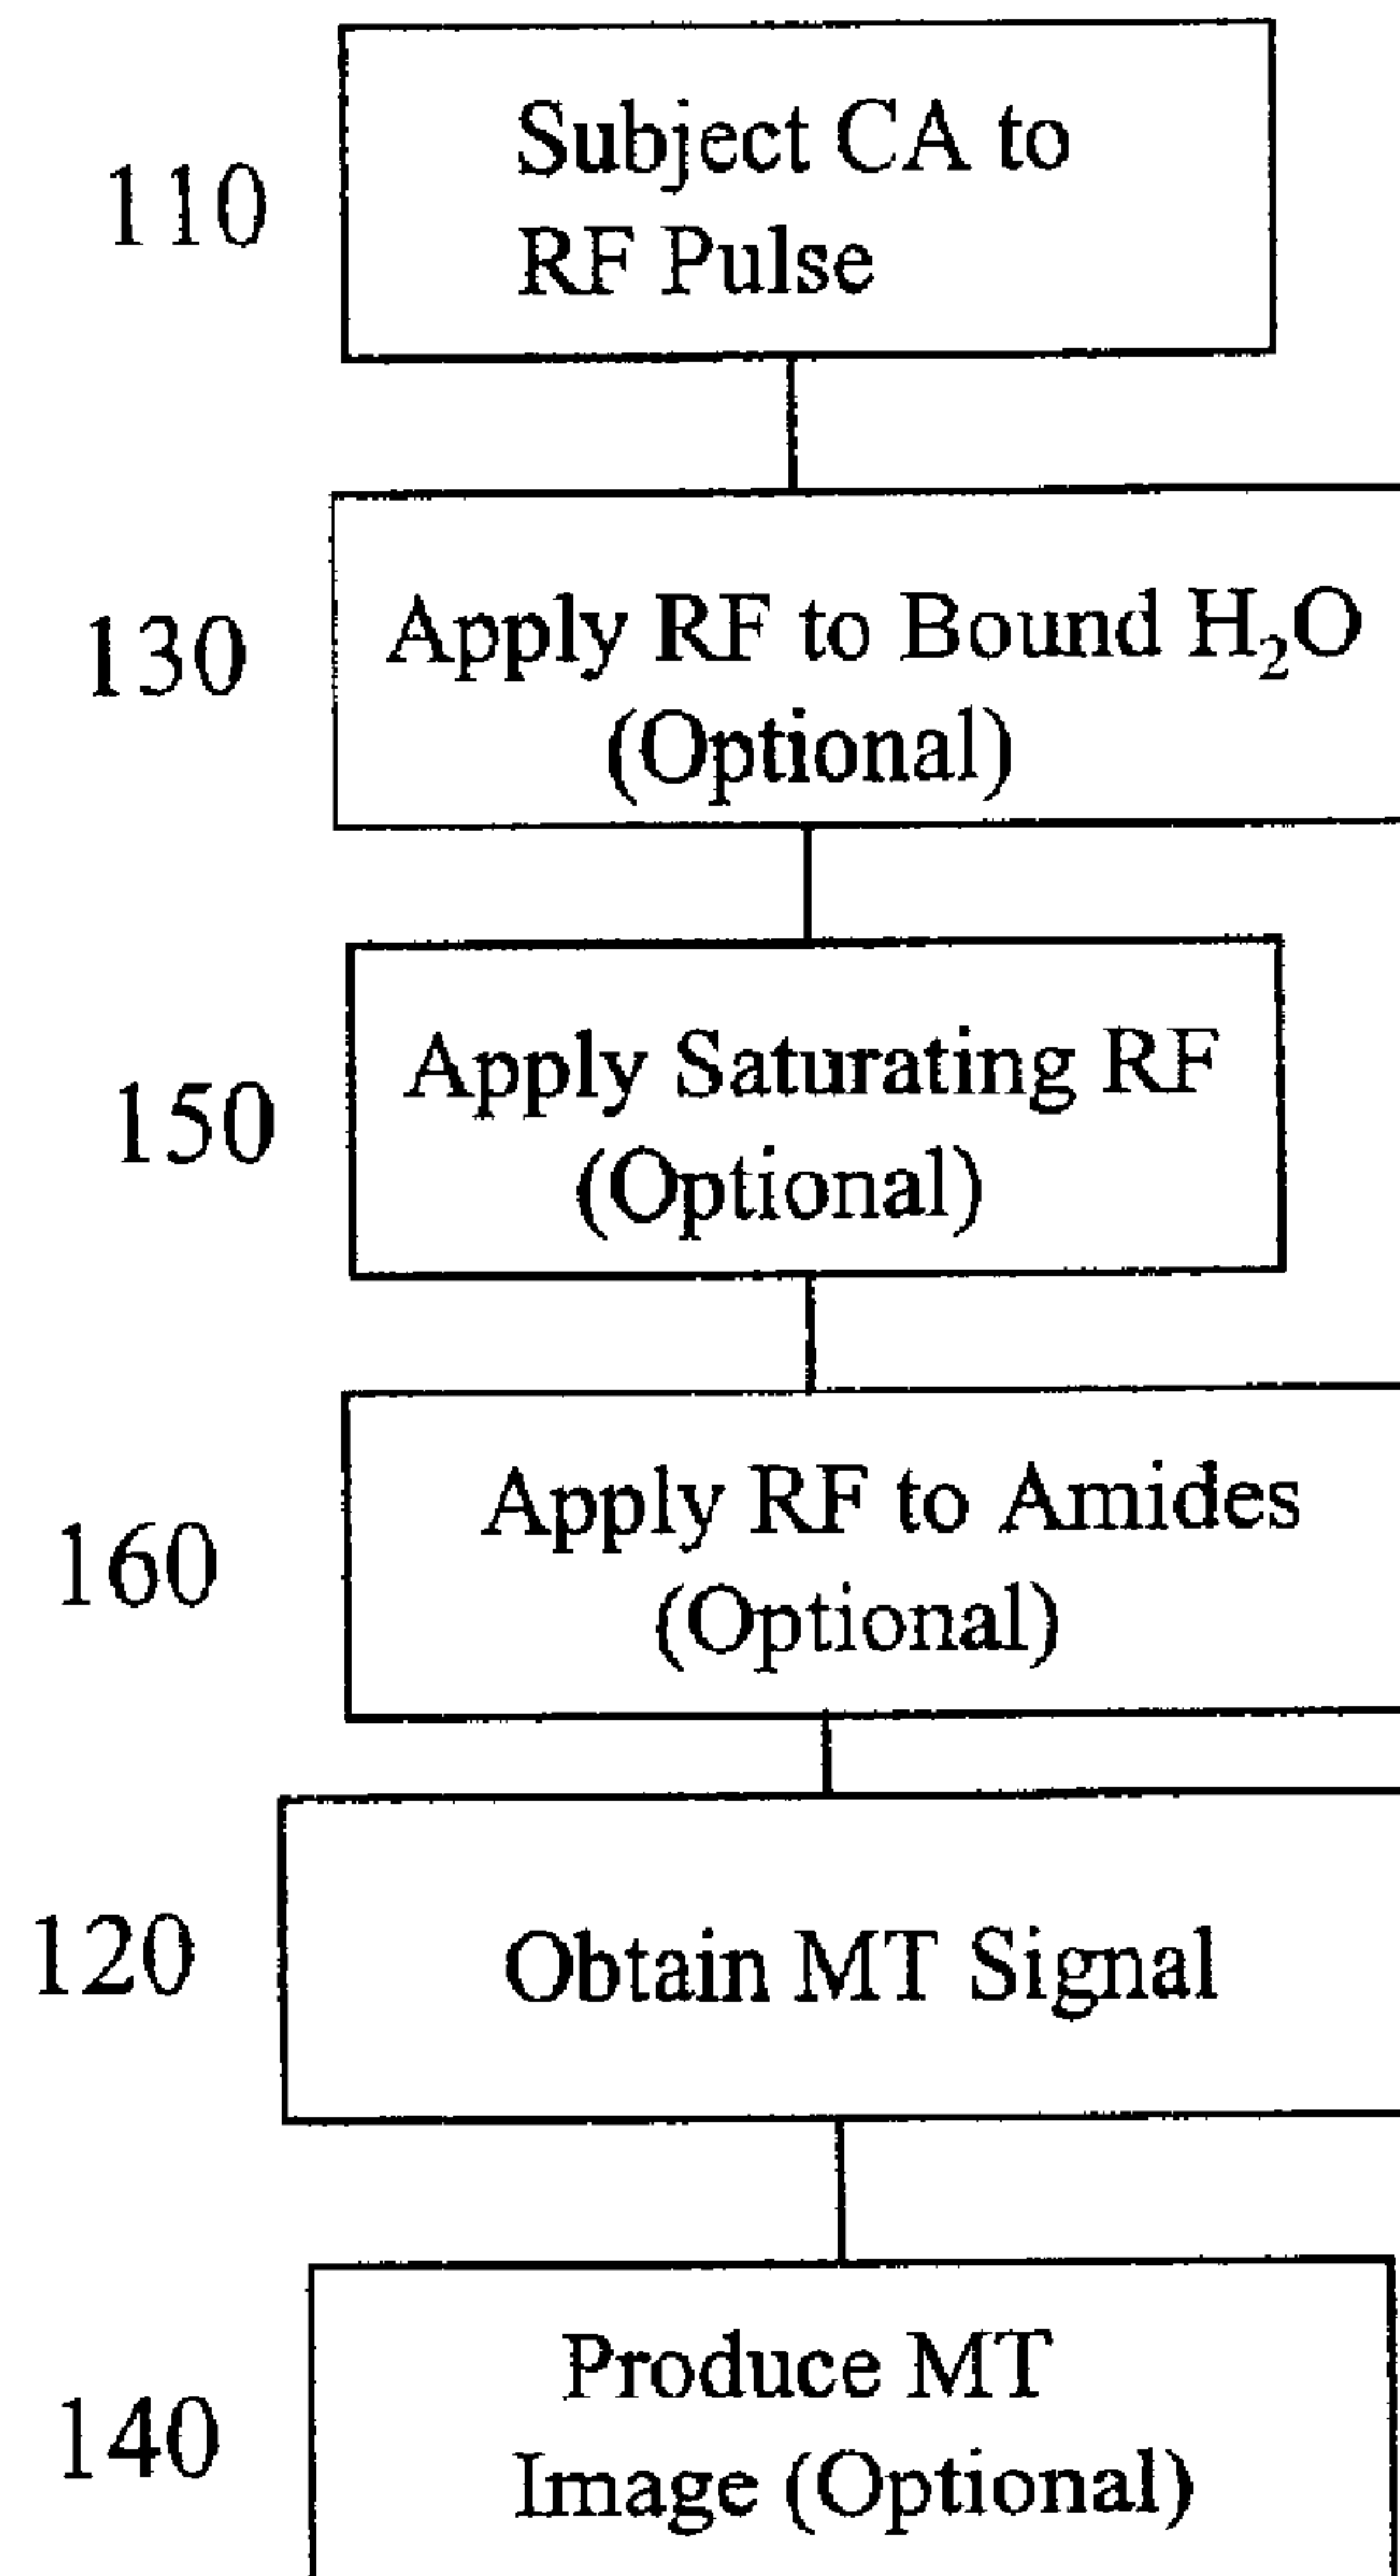 110
Subject CA to
RF Pulse
130
Apply RF to Bound H₂O
(Optional)
150
Apply Saturating RF
(Optional)
160
Apply RF to Amides
(Optional)
120
Obtain MT Signal
140
Produce MT
Image (Optional)